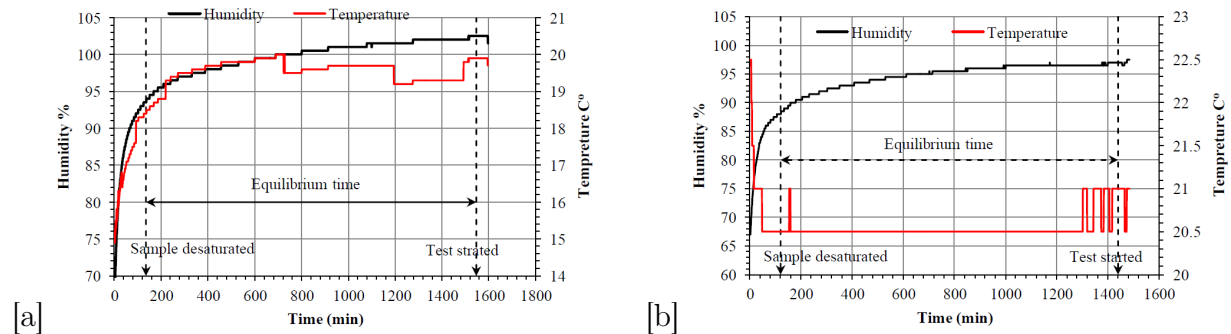 Humidity Temperature
105 21
100 20
95 19
90 18
85 17
80 16
75 15
70 14
Humidity %
Tempreture Cº
Equilibrium time
Sample desaturated
Test strated
0 200 400 600 800 1000 1200 1400 1600 1800
Time (min)
[a]
100 23
95 22.5
90 22
85 21.5
80 21
75 20.5
70 20
65
60
Humidity Temperature
Humidity %
Tempreture Cº
Equilibrium time
Sample desaturated
Test started
0 200 400 600 800 1000 1200 1400 1600
Time (min)
[b]